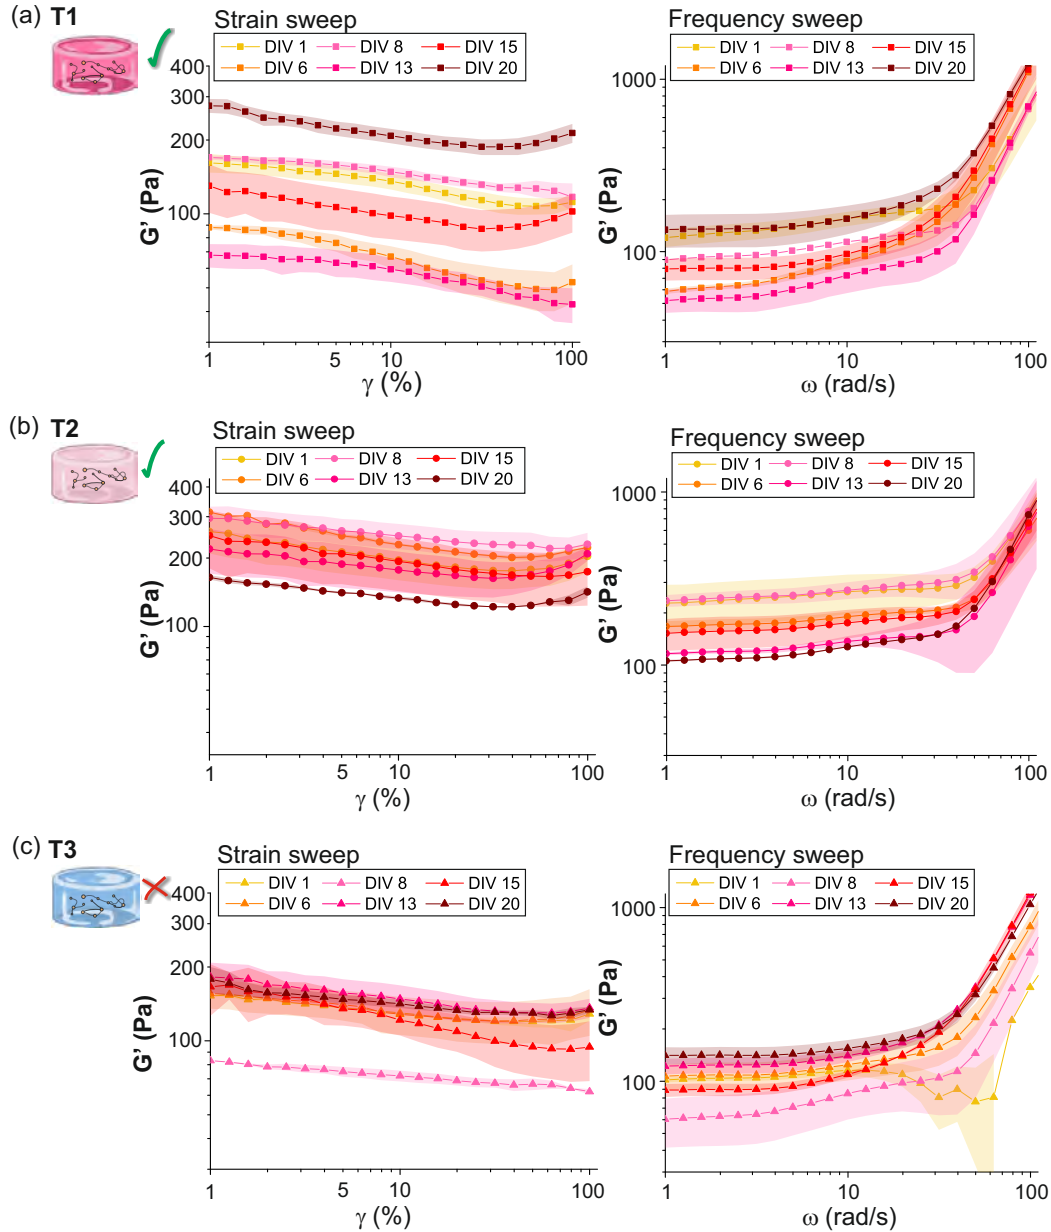 (a) T1
Strain sweep
DIV 1 DIV 8 DIV 15
DIV 6 DIV 13 DIV 20
400
300
200
100
G' (Pa)
1 5 10 100
γ (%)
Frequency sweep
DIV 1 DIV 8 DIV 15
DIV 6 DIV 13 DIV 20
1000
100
G' (Pa)
1 10 100
ω (rad/s)
(b) T2
Strain sweep
DIV 1 DIV 8 DIV 15
DIV 6 DIV 13 DIV 20
400
300
200
100
G' (Pa)
1 5 10 100
γ (%)
Frequency sweep
DIV 1 DIV 8 DIV 15
DIV 6 DIV 13 DIV 20
1000
100
G' (Pa)
1 10 100
ω (rad/s)
(c) T3
Strain sweep
DIV 1 DIV 8 DIV 15
DIV 6 DIV 13 DIV 20
400
300
200
100
G' (Pa)
1 5 10 100
γ (%)
Frequency sweep
DIV 1 DIV 8 DIV 15
DIV 6 DIV 13 DIV 20
1000
100
G' (Pa)
1 10 100
ω (rad/s)